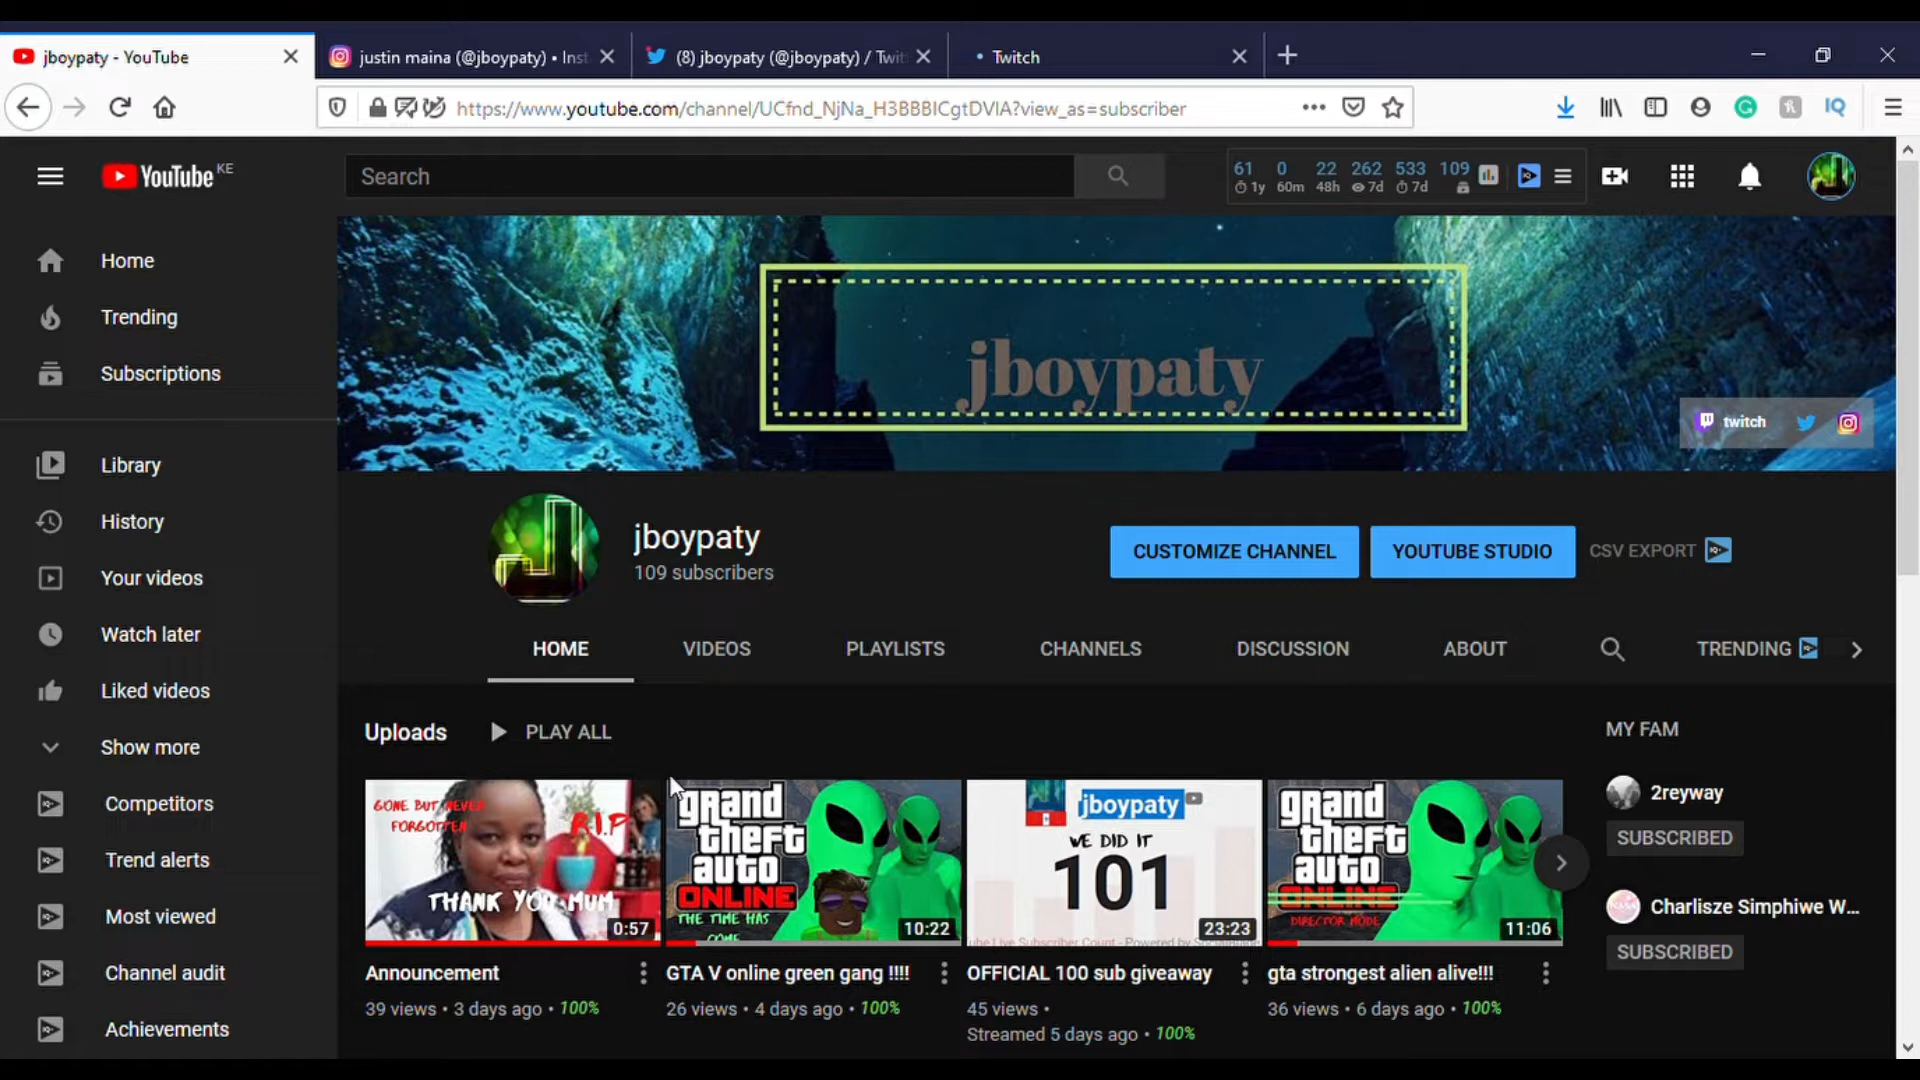 jboypaty - YouTube
justin maina (@jboypaty) • Inst
(8) jboypaty (@jboypaty) / Twit
Twitch
https://www.youtube.com/channel/UCfnd_NjNa_H3BBBICgtDVlA?view_as=subscriber
YouTube KE
Search
61 0 22 262 533 109
1y 60m 48h 7d 7d
Home
Trending
Subscriptions
Library
History
Your videos
Watch later
Liked videos
Show more
Competitors
Trend alerts
Most viewed
Channel audit
Achievements
jboypaty
twitch
jboypaty
109 subscribers
CUSTOMIZE CHANNEL
YOUTUBE STUDIO
CSV EXPORT
HOME
VIDEOS
PLAYLISTS
CHANNELS
DISCUSSION
ABOUT
TRENDING
Uploads
PLAY ALL
GONE BUT NEVER
FORGOTTEN
R.I.P
THANK YOU MUM
0:57
Announcement
39 views • 3 days ago • 100%
grand
theft
auto
ONLINE
THE TIME HAS
COME
10:22
GTA V online green gang !!!!
26 views • 4 days ago • 100%
jboypaty
WE DID IT
101
23:23
OFFICIAL 100 sub giveaway
45 views •
Streamed 5 days ago • 100%
grand
theft
auto
ONLINE
DIRECTOR MODE
11:06
gta strongest alien alive!!!
36 views • 6 days ago • 100%
MY FAM
2reyway
SUBSCRIBED
Charlisze Simphiwe W...
SUBSCRIBED